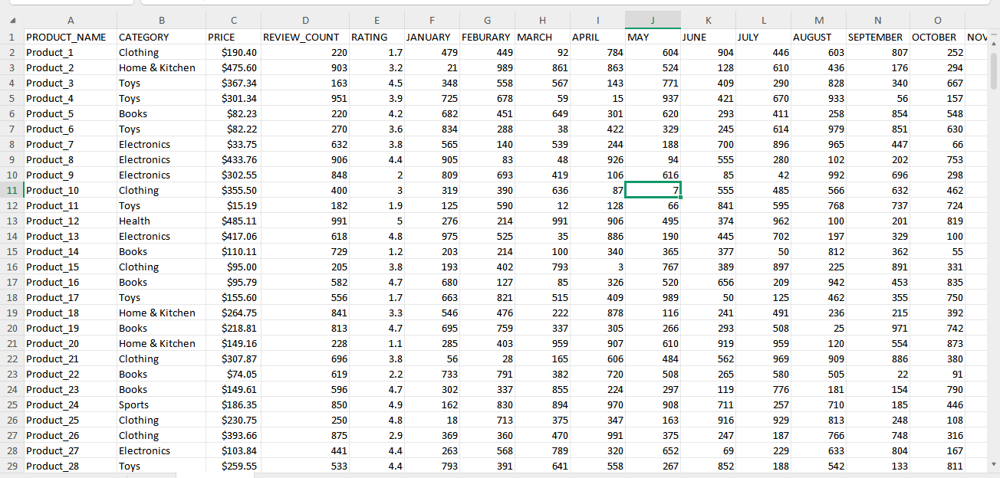 A B C D E F G H I J K L M N O
1 PRODUCT_NAME CATEGORY PRICE REVIEW_COUNT RATING JANUARY FEBURARY MARCH APRIL MAY JUNE JULY AUGUST SEPTEMBER OCTOBER NOV
2 Product_1 Clothing $190.40 220 1.7 479 449 92 784 604 904 446 603 807 252
3 Product_2 Home & Kitchen $475.60 903 3.2 21 989 861 863 524 128 610 436 176 294
4 Product_3 Toys $367.34 163 4.5 348 558 567 143 771 409 290 828 340 667
5 Product_4 Toys $301.34 951 3.9 725 678 59 15 937 421 670 933 56 157
6 Product_5 Books $82.23 220 4.2 682 451 649 301 620 293 411 258 854 548
7 Product_6 Toys $82.22 270 3.6 834 288 38 422 329 245 614 979 851 630
8 Product_7 Electronics $33.75 632 3.8 565 140 539 244 188 700 896 965 447 66
9 Product_8 Electronics $433.76 906 4.4 905 83 48 926 94 555 280 102 202 753
10 Product_9 Electronics $302.55 848 2 809 693 419 106 616 85 42 992 696 298
11 Product_10 Clothing $355.50 400 3 319 390 636 87 7 555 485 566 632 462
12 Product_11 Toys $15.19 182 1.9 125 590 12 128 66 841 595 768 737 724
13 Product_12 Health $485.11 991 5 276 214 991 906 495 374 962 100 201 819
14 Product_13 Electronics $417.06 618 4.8 975 525 35 886 190 445 702 197 329 100
15 Product_14 Books $110.11 729 1.2 203 214 100 340 365 377 50 812 362 55
16 Product_15 Clothing $95.00 205 3.8 193 402 793 3 767 389 897 225 891 331
17 Product_16 Books $95.79 582 4.7 680 127 85 326 520 656 209 942 453 835
18 Product_17 Toys $155.60 556 1.7 663 821 515 409 989 50 125 462 355 750
19 Product_18 Home & Kitchen $264.75 841 3.3 546 476 222 878 116 241 491 236 215 392
20 Product_19 Books $218.81 813 4.7 695 759 337 305 266 293 508 25 971 742
21 Product_20 Home & Kitchen $149.16 228 1.1 285 403 959 907 610 919 959 120 554 873
22 Product_21 Clothing $307.87 696 3.8 56 28 165 606 484 562 969 909 886 380
23 Product_22 Books $74.05 619 2.2 733 791 382 720 508 265 580 505 22 91
24 Product_23 Books $149.61 596 4.7 302 337 855 224 297 119 776 181 154 790
25 Product_24 Sports $186.35 850 4.9 162 830 894 970 908 711 257 710 185 446
26 Product_25 Clothing $230.75 250 4.8 18 713 375 347 163 916 929 813 248 108
27 Product_26 Clothing $393.66 875 2.9 369 360 470 991 375 247 187 766 748 316
28 Product_27 Electronics $103.84 441 4.4 263 568 789 320 652 69 229 633 804 167
29 Product_28 Toys $259.55 533 4.4 793 391 641 558 267 852 188 542 133 811